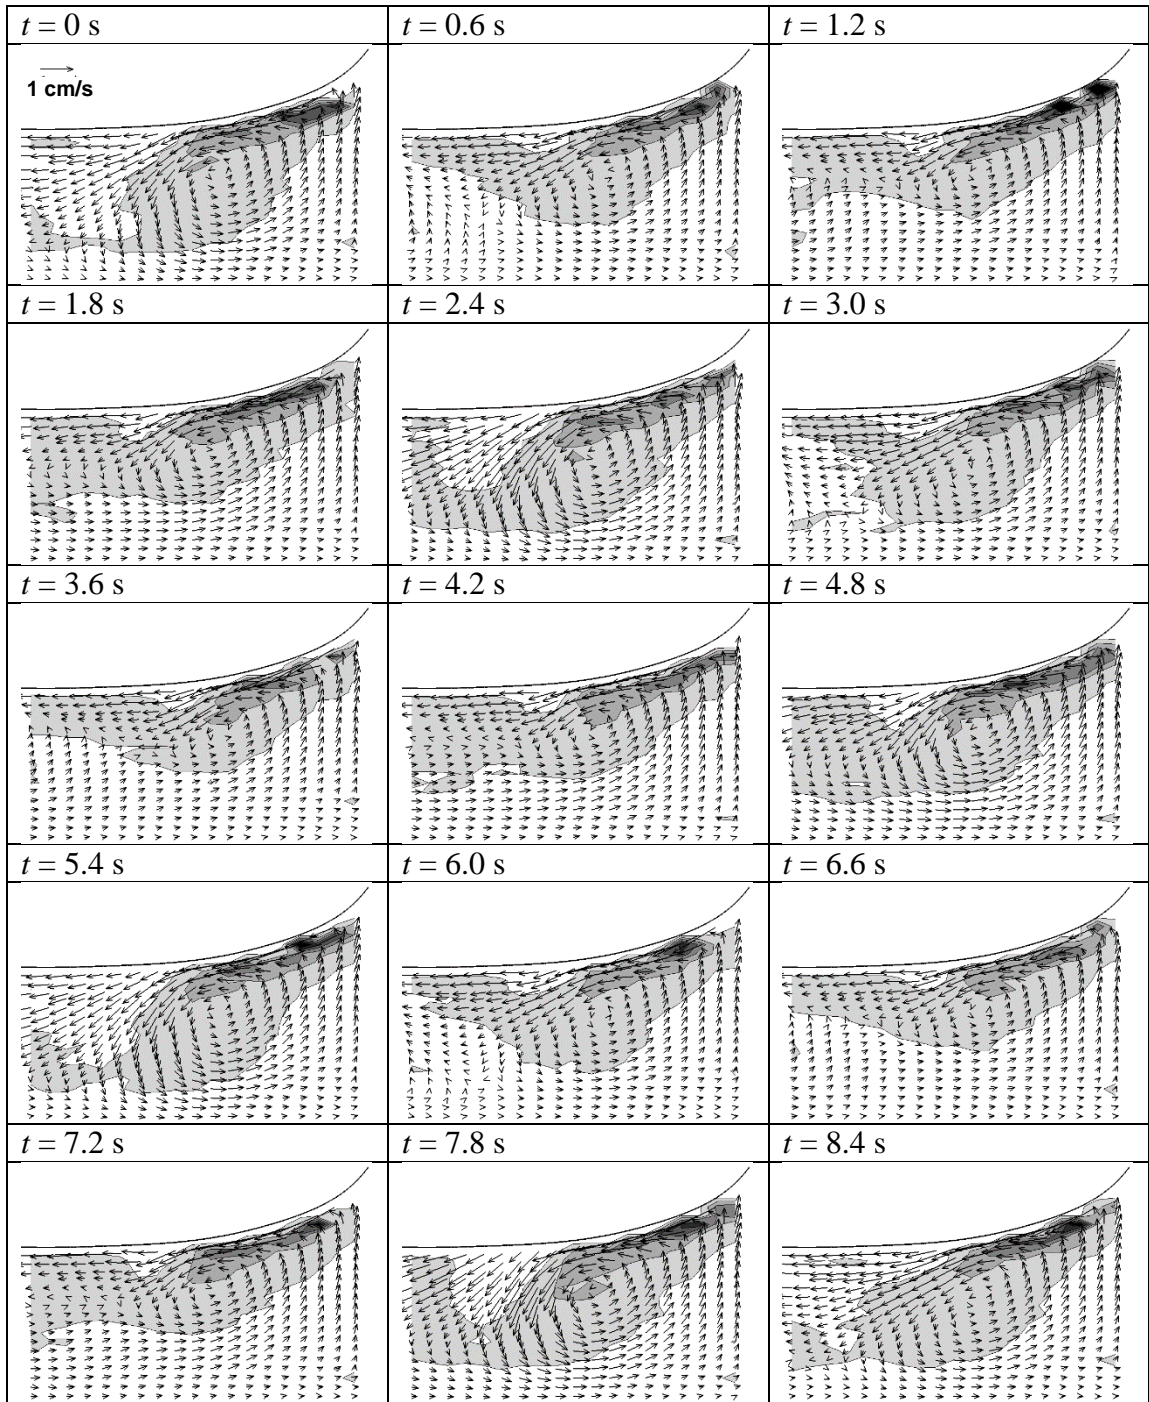 t = 0 s
t = 0.6 s
t = 1.2 s
1 cm/s
t = 1.8 s
t = 2.4 s
t = 3.0 s
t = 3.6 s
t = 4.2 s
t = 4.8 s
t = 5.4 s
t = 6.0 s
t = 6.6 s
t = 7.2 s
t = 7.8 s
t = 8.4 s